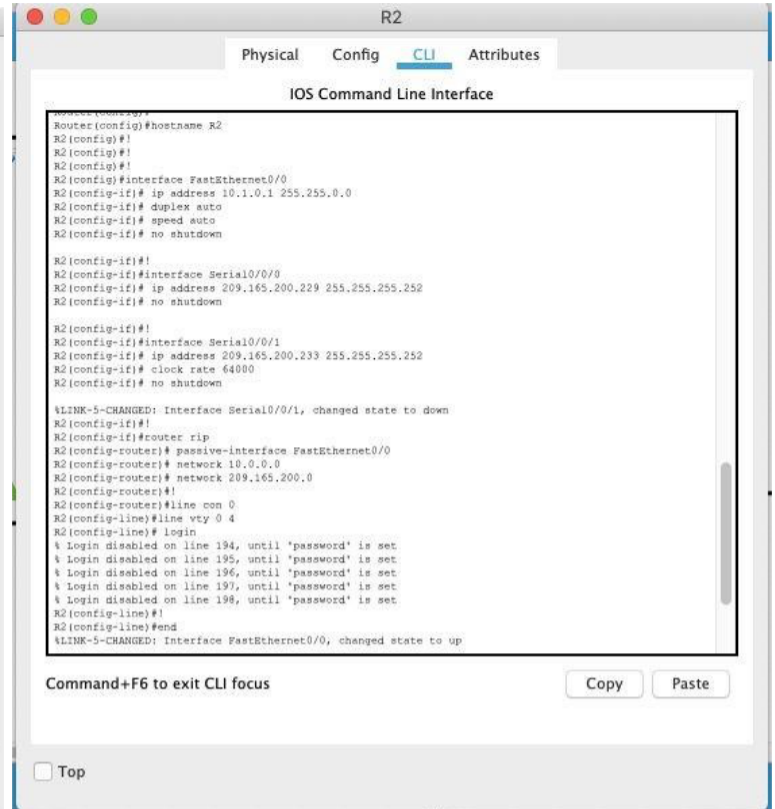 R2
Physical Config CLI Attributes
IOS Command Line Interface
Router(config)#hostname R2
R2(config)#!
R2(config)#!
R2(config)#!
R2(config)#interface FastEthernet0/0
R2(config-if)# ip address 10.1.0.1 255.255.0.0
R2(config-if)# duplex auto
R2(config-if)# speed auto
R2(config-if)# no shutdown
R2(config-if)#!
R2(config-if)#interface Serial0/0/0
R2(config-if)# ip address 209.165.200.229 255.255.255.252
R2(config-if)# no shutdown
R2(config-if)#!
R2(config-if)#interface Serial0/0/1
R2(config-if)# ip address 209.165.200.233 255.255.255.252
R2(config-if)# clock rate 64000
R2(config-if)# no shutdown
%LINK-5-CHANGED: Interface Serial0/0/1, changed state to down
R2(config-if)#!
R2(config-if)#router rip
R2(config-router)# passive-interface FastEthernet0/0
R2(config-router)# network 10.0.0.0
R2(config-router)# network 209.165.200.0
R2(config-router)#!
R2(config-router)#line con 0
R2(config-line)#line vty 0 4
R2(config-line)# login
% Login disabled on line 194, until 'password' is set
% Login disabled on line 195, until 'password' is set
% Login disabled on line 196, until 'password' is set
% Login disabled on line 197, until 'password' is set
% Login disabled on line 198, until 'password' is set
R2(config-line)#!
R2(config-line)#end
%LINK-5-CHANGED: Interface FastEthernet0/0, changed state to up
Command+F6 to exit CLI focus
Copy Paste
Top